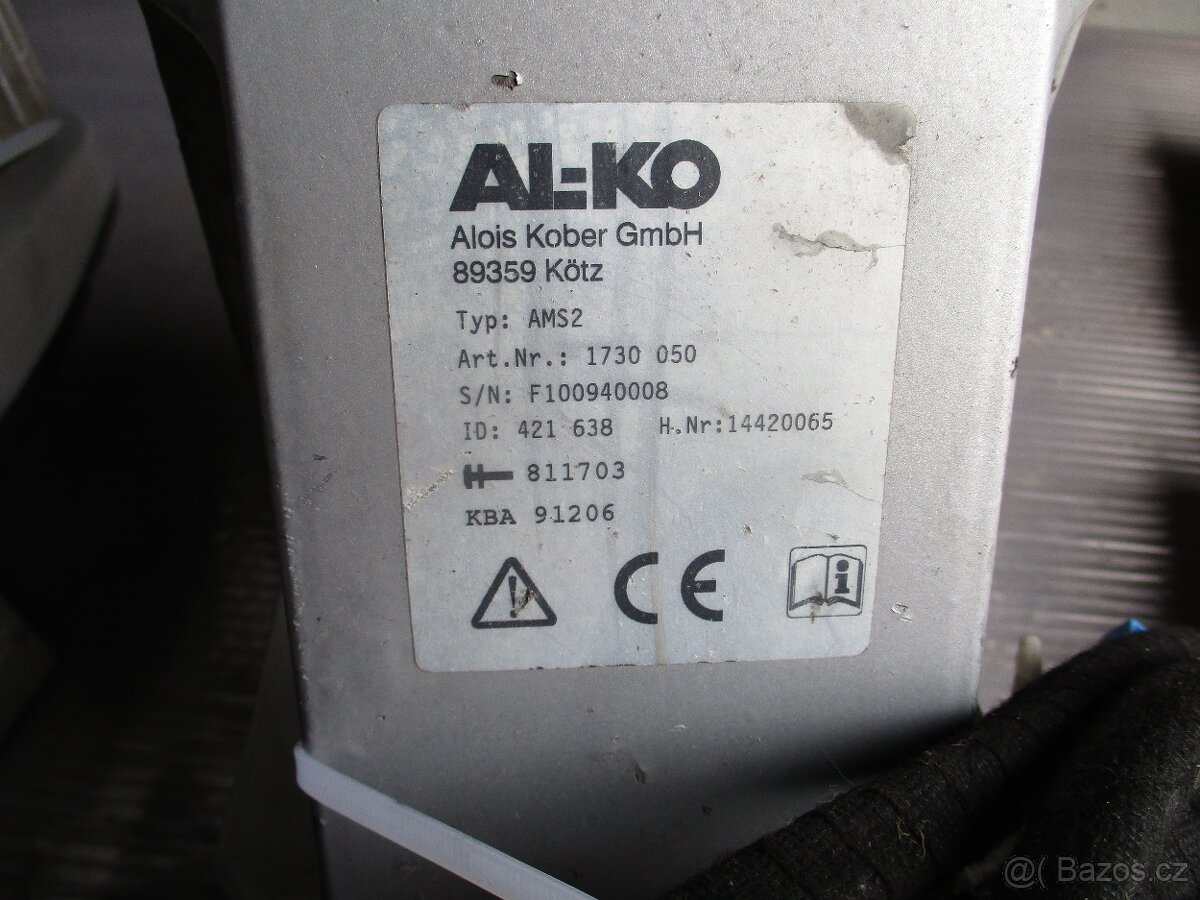 AL-KO
Alois Kober GmbH
89359 Kötz
Typ: AMS2
Art.Nr.: 1730 050
S/N: F100940008
ID: 421 638 H.Nr:14420065
811703
KBA 91206
CE
i
@( Bazos.cz